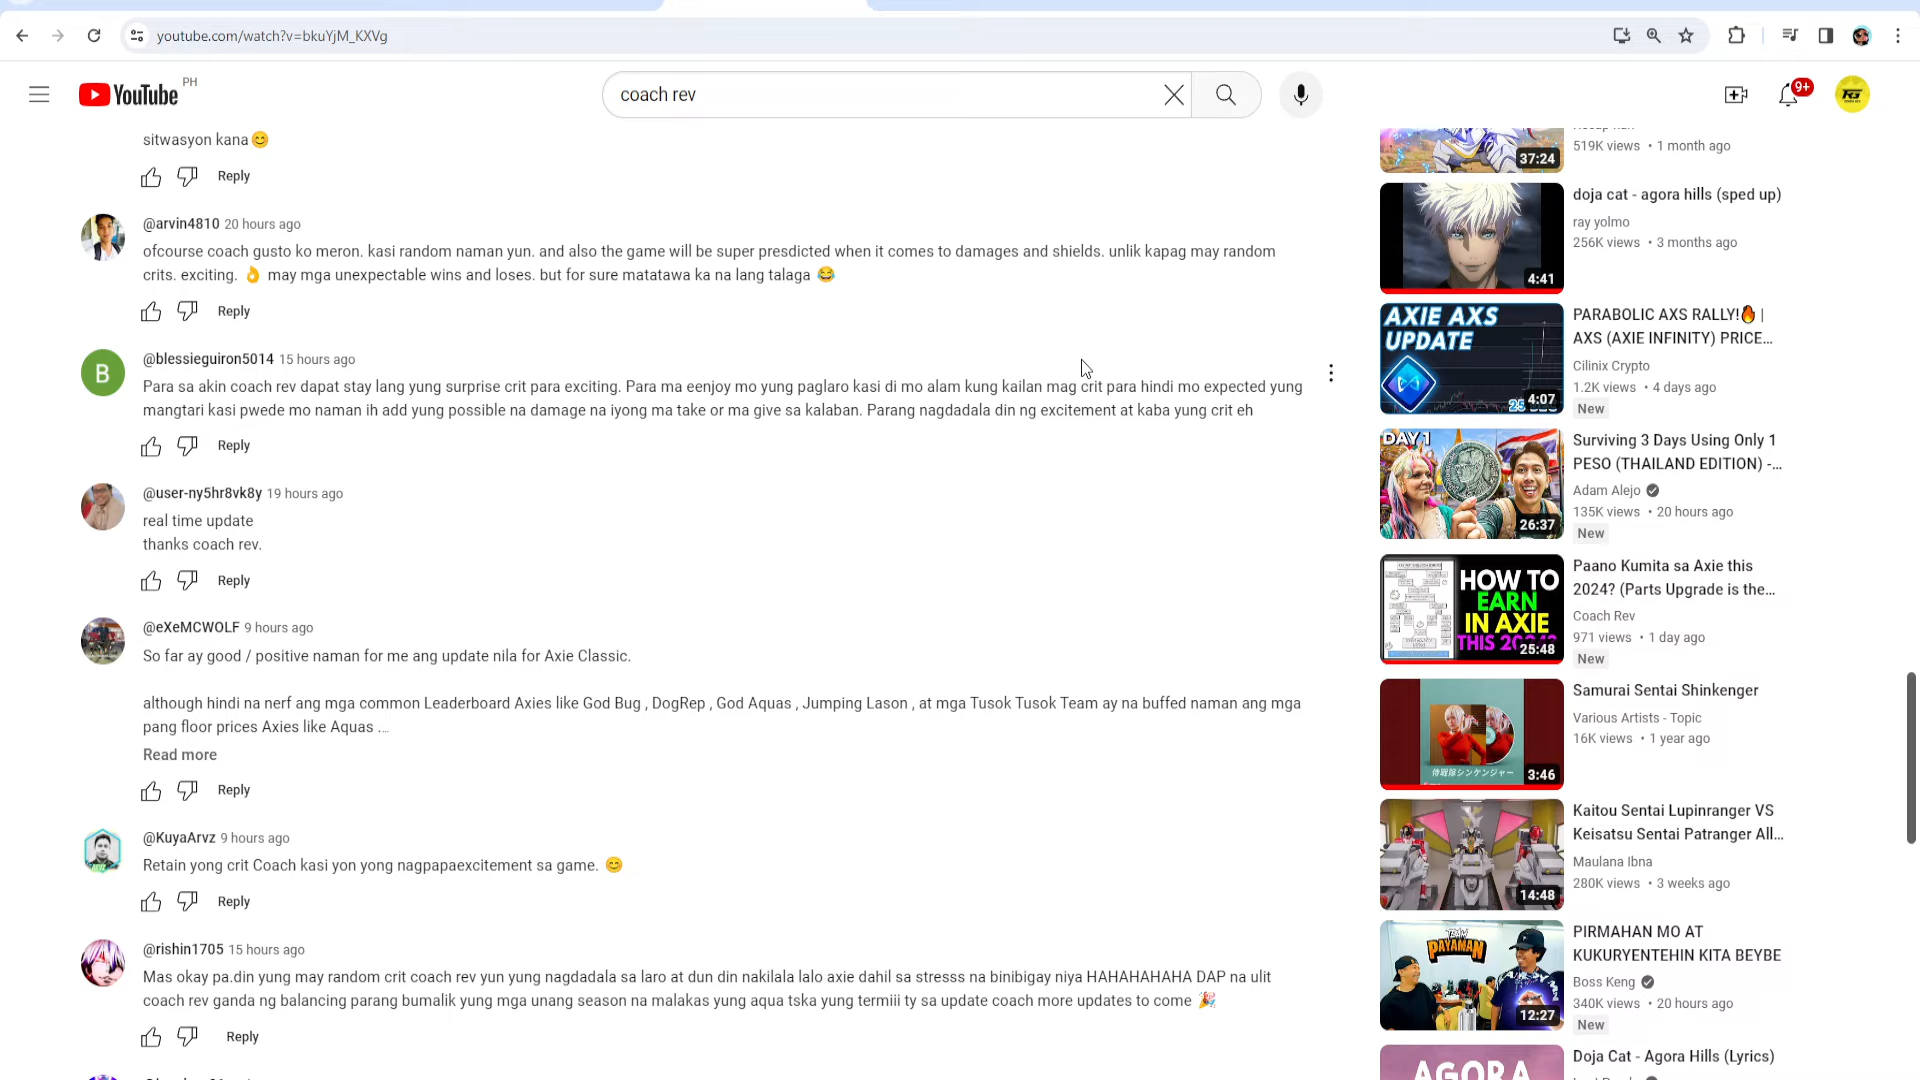 youtube.com/watch?v=bkuYjM_KXVg
YouTube PH
coach rev
9+
sitwasyon kana😊
Reply
@arvin4810 20 hours ago
ofcourse coach gusto ko meron. kasi random naman yun. and also the game will be super presdicted when it comes to damages and shields. unlik kapag may random
crits. exciting. 👌 may mga unexpectable wins and loses. but for sure matatawa ka na lang talaga 😂
Reply
B
@blessieguiron5014 15 hours ago
Para sa akin coach rev dapat stay lang yung surprise crit para exciting. Para ma eenjoy mo yung paglaro kasi di mo alam kung kailan mag crit para hindi mo expected yung
mangtari kasi pwede mo naman ih add yung possible na damage na iyong ma take or ma give sa kalaban. Parang nagdadala din ng excitement at kaba yung crit eh
Reply
@user-ny5hr8vk8y 19 hours ago
real time update
thanks coach rev.
Reply
@eXeMCWOLF 9 hours ago
So far ay good / positive naman for me ang update nila for Axie Classic.
although hindi na nerf ang mga common Leaderboard Axies like God Bug , DogRep , God Aquas , Jumping Lason , at mga Tusok Tusok Team ay na buffed naman ang mga
pang floor prices Axies like Aquas ...
Read more
Reply
@KuyaArvz 9 hours ago
Retain yong crit Coach kasi yon yong nagpapaexcitement sa game. 😊
Reply
@rishin1705 15 hours ago
Mas okay pa.din yung may random crit coach rev yun yung nagdadala sa laro at dun din nakilala lalo axie dahil sa stresss na binibigay niya HAHAHAHAHA DAP na ulit
coach rev ganda ng balancing parang bumalik yung mga unang season na malakas yung aqua tska yung termiii ty sa update coach more updates to come 🎉
Reply
37:24
519K views • 1 month ago
4:41
doja cat - agora hills (sped up)
ray yolmo
256K views • 3 months ago
AXIE AXS
UPDATE
4:07
PARABOLIC AXS RALLY!🔥 |
AXS (AXIE INFINITY) PRICE...
Cilinix Crypto
1.2K views • 4 days ago
New
DAY 1
26:37
Surviving 3 Days Using Only 1
PESO (THAILAND EDITION) -...
Adam Alejo
135K views • 20 hours ago
New
HOW TO
EARN
IN AXIE
THIS
25:48
Paano Kumita sa Axie this
2024? (Parts Upgrade is the...
Coach Rev
971 views • 1 day ago
New
侍戦隊シンケンジャー
3:46
Samurai Sentai Shinkenger
Various Artists - Topic
16K views • 1 year ago
14:48
Kaitou Sentai Lupinranger VS
Keisatsu Sentai Patranger All...
Maulana Ibna
280K views • 3 weeks ago
TEAM
PAYAMAN
12:27
PIRMAHAN MO AT
KUKURYENTEHIN KITA BEYBE
Boss Keng
340K views • 20 hours ago
New
AGORA
Doja Cat - Agora Hills (Lyrics)